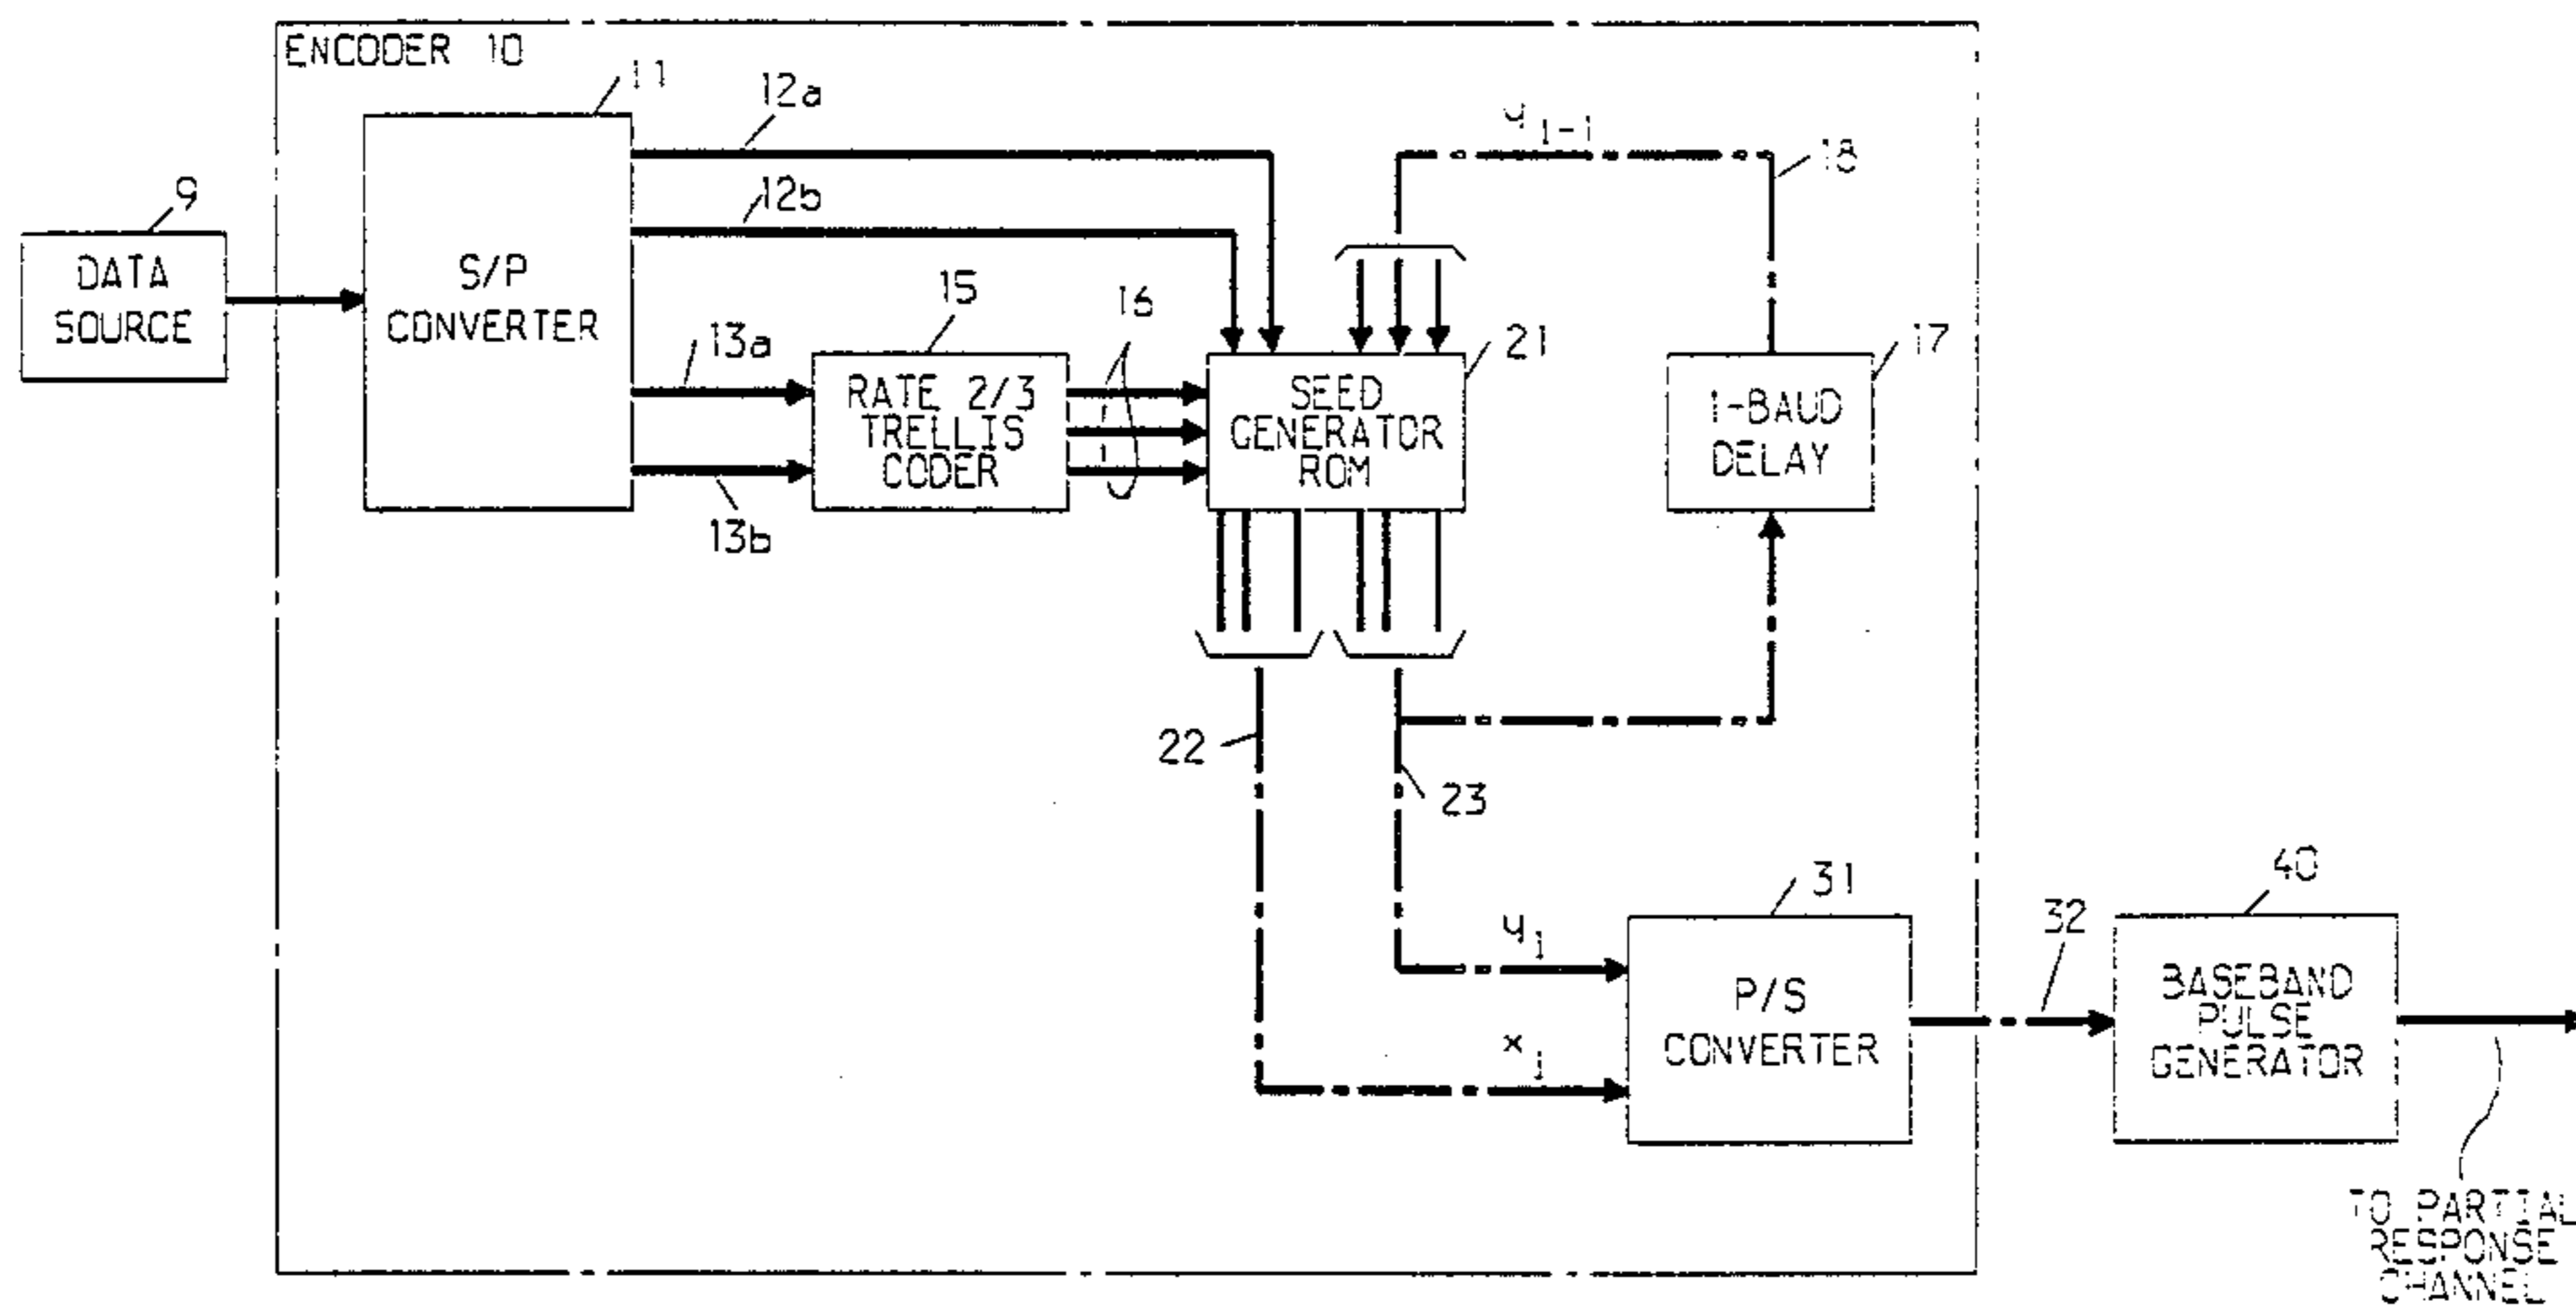 ENCODER 10
11
12a
12b
9
DATA
SOURCE
S/P
CONVERTER
13a
13b
15
RATE 2/3
TRELLIS
CODER
16
SEED
GENERATOR
ROM
21
y i-1
18
17
1-BAUD
DELAY
22
23
y i
x i
31
P/S
CONVERTER
32
40
BASEBAND
PULSE
GENERATOR
TO PARTIAL
RESPONSE
CHANNEL